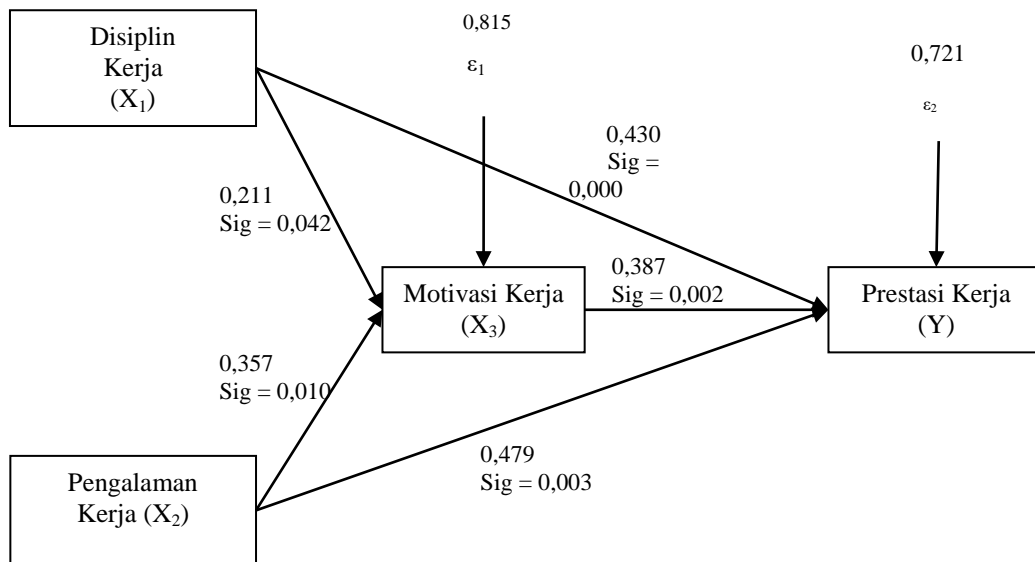 Disiplin
Kerja
(X₁)
0,815
ε₁
0,721
ε₂
0,430
Sig =
0,000
0,211
Sig = 0,042
Motivasi Kerja
(X₃)
0,387
Sig = 0,002
Prestasi Kerja
(Y)
0,357
Sig = 0,010
Pengalaman
Kerja (X₂)
0,479
Sig = 0,003